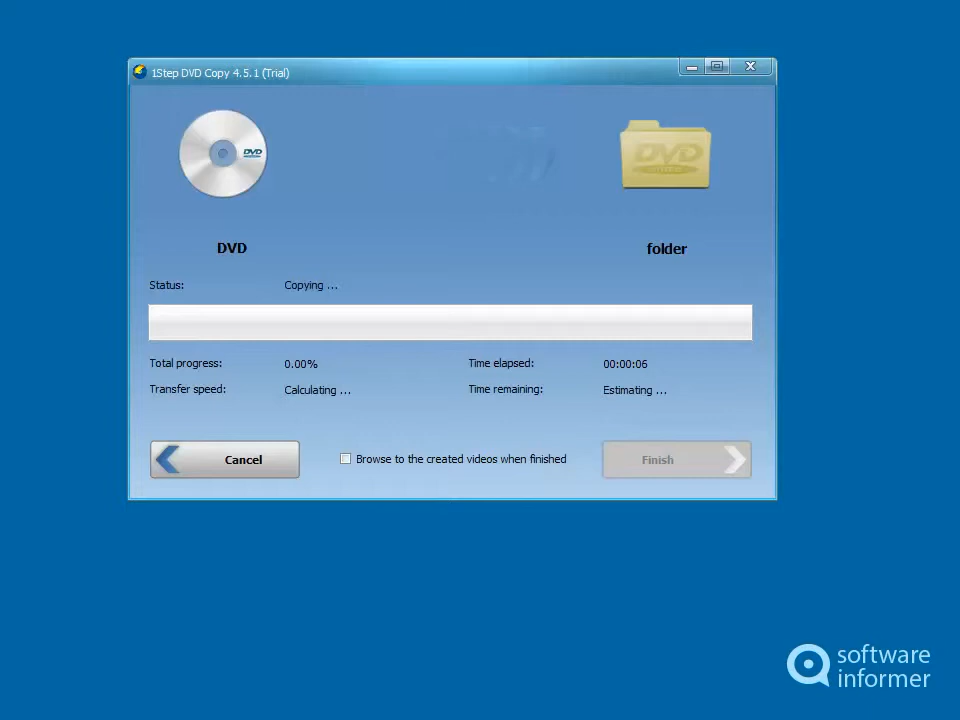 1Step DVD Copy 4.5.1 (Trial)
DVD
DVD
VIDEO
DVD folder
Status: Copying ...
Total progress: 0.00% Time elapsed: 00:00:06
Transfer speed: Calculating ... Time remaining: Estimating ...
Cancel Browse to the created videos when finished Finish
software
informer